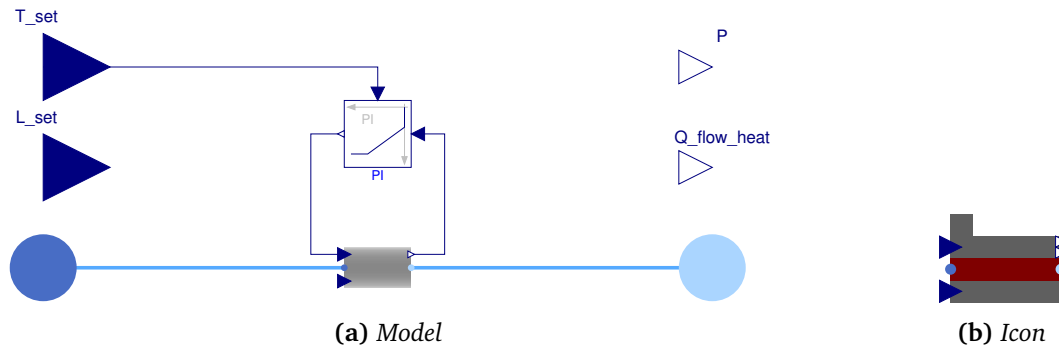 T_set
P
L_set
PI
Q_flow_heat
PI
(a) Model
(b) Icon